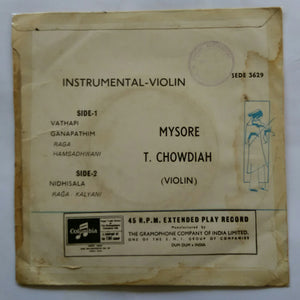 INSTRUMENTAL-VIOLIN
SEDE 3629
SIDE-1
VATHAPI
GANAPATHIM
RAGA
HAMSADHWANI
SIDE-2
NIDHISALA
RAGA KALYANI
MYSORE
T. CHOWDIAH
(VIOLIN)
Columbia
45 R.P.M. EXTENDED PLAY RECORD
Manufactured by
THE GRAMOPHONE COMPANY OF INDIA LIMITED.
ONE OF THE E.M.I. GROUP OF COMPANIES
DUM DUM • INDIA